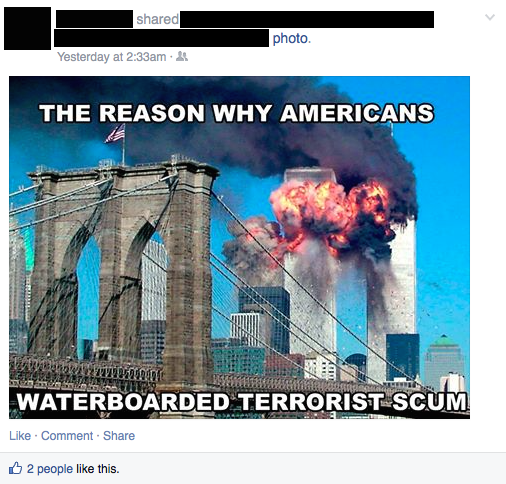 shared
photo.
Yesterday at 2:33am ·
THE REASON WHY AMERICANS
WATERBOARDED TERRORIST SCUM
Like · Comment · Share
2 people like this.